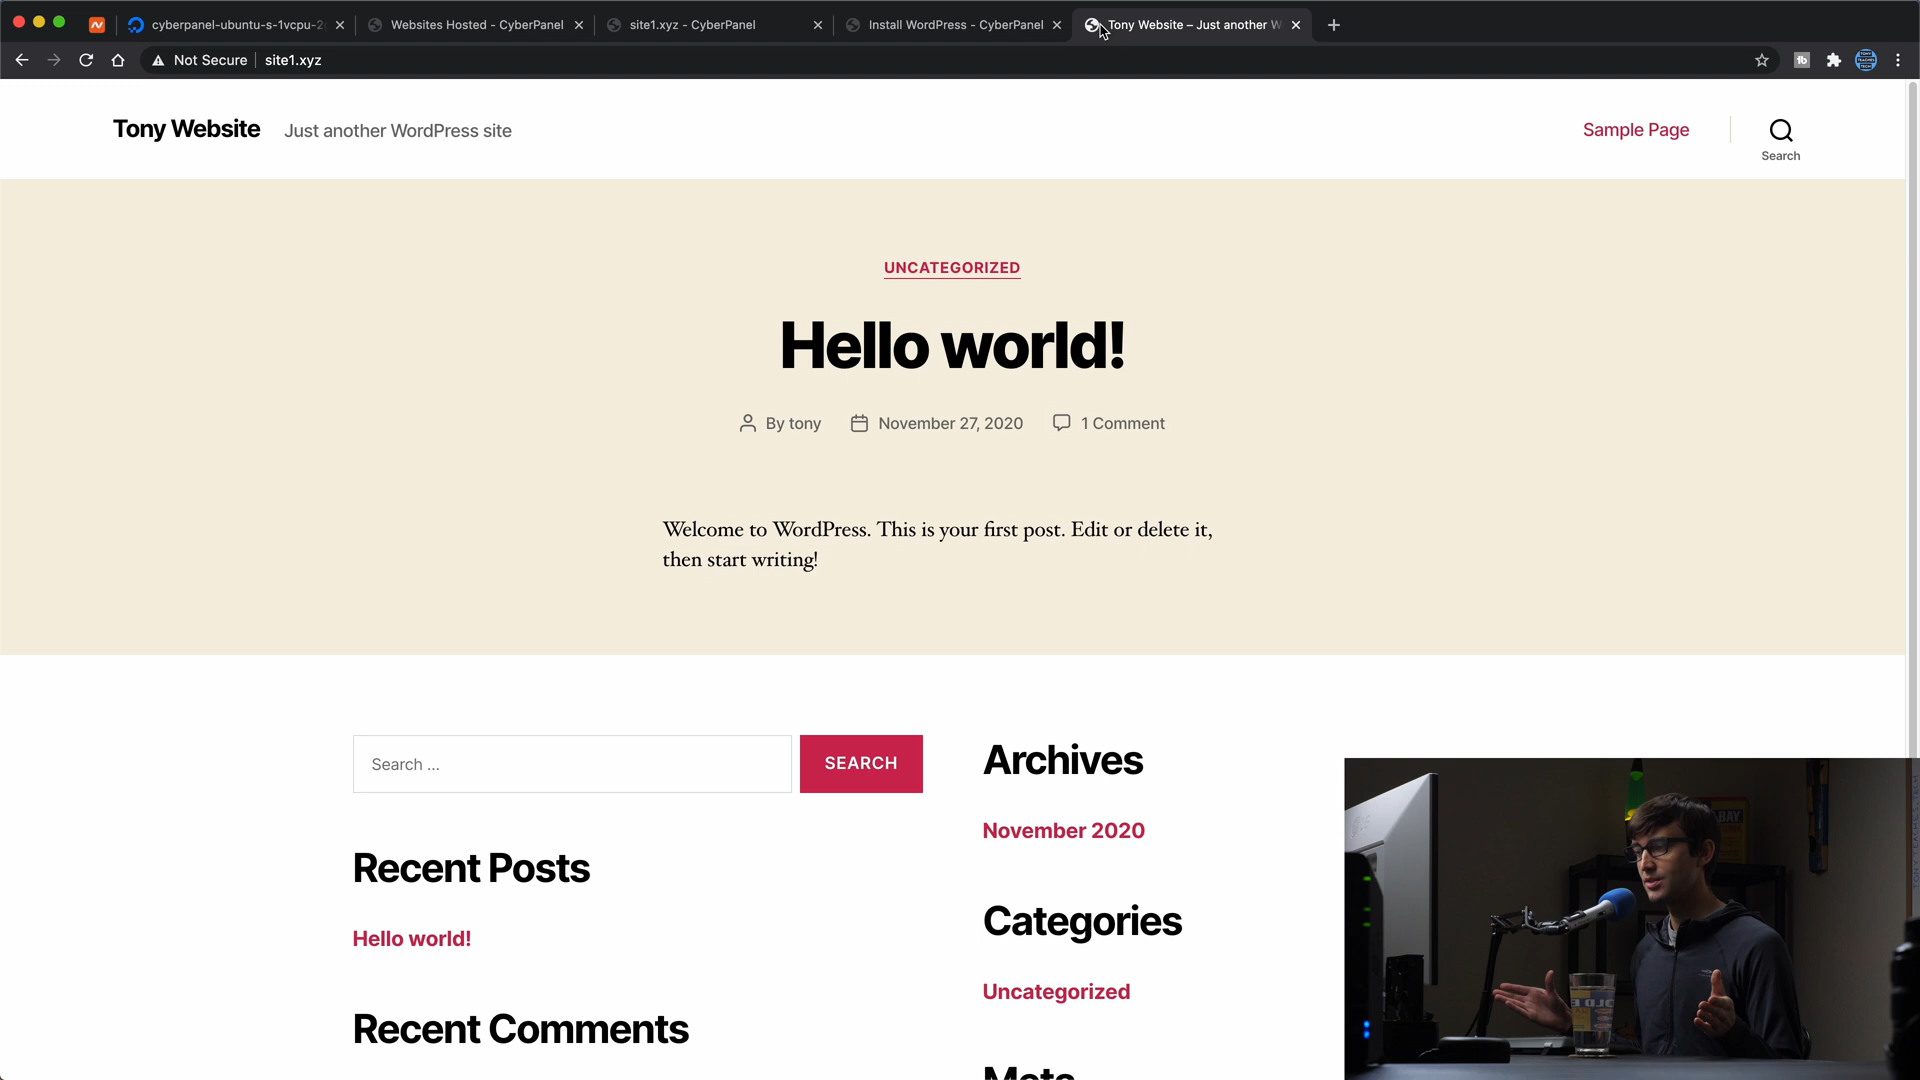 cyberpanel-ubuntu-s-1vcpu-2
Websites Hosted - CyberPanel
site1.xyz - CyberPanel
Install WordPress - CyberPanel
Tony Website – Just another W
Not Secure
site1.xyz
Tony Website
Just another WordPress site
Sample Page
Search
UNCATEGORIZED
Hello world!
By tony
November 27, 2020
1 Comment
Welcome to WordPress. This is your first post. Edit or delete it,
then start writing!
Search ...
SEARCH
Archives
November 2020
Recent Posts
Categories
Hello world!
Uncategorized
Recent Comments
Meta